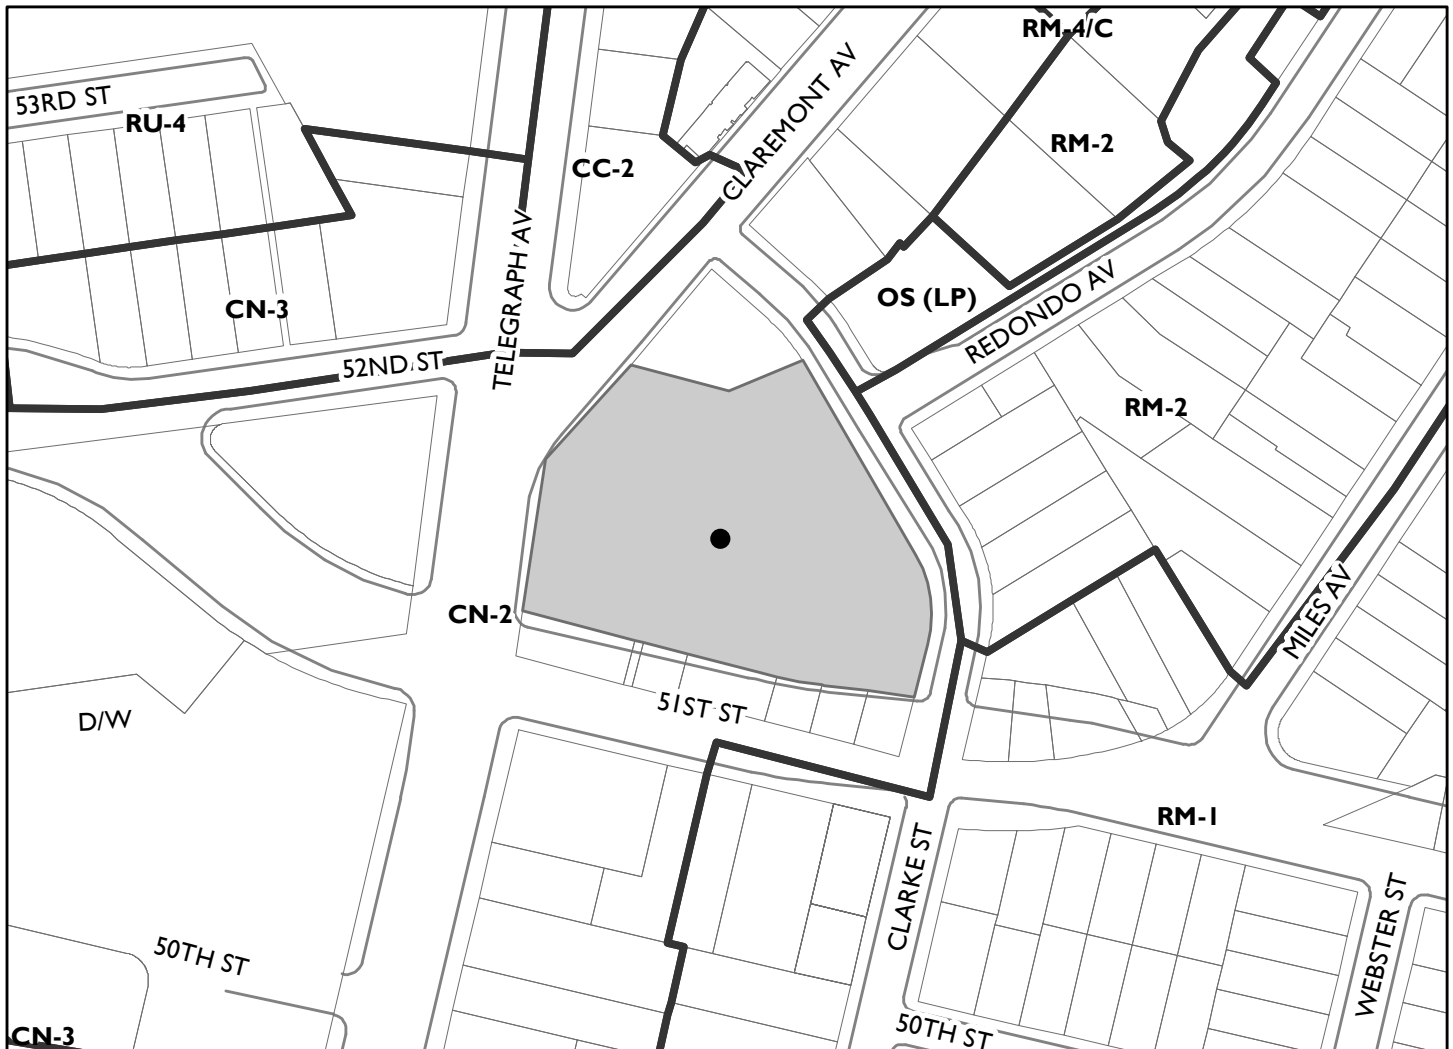 RM-4/C
53RD ST
CLAREMONT AV
RU-4
RM-2
CC-2
TELEGRAPH AV
OS (LP)
CN-3
REDONDO AV
52ND ST
RM-2
CN-2
MILES AV
51ST ST
D/W
RM-1
CLARKE ST
WEBSTER ST
50TH ST
50TH ST
CN-3